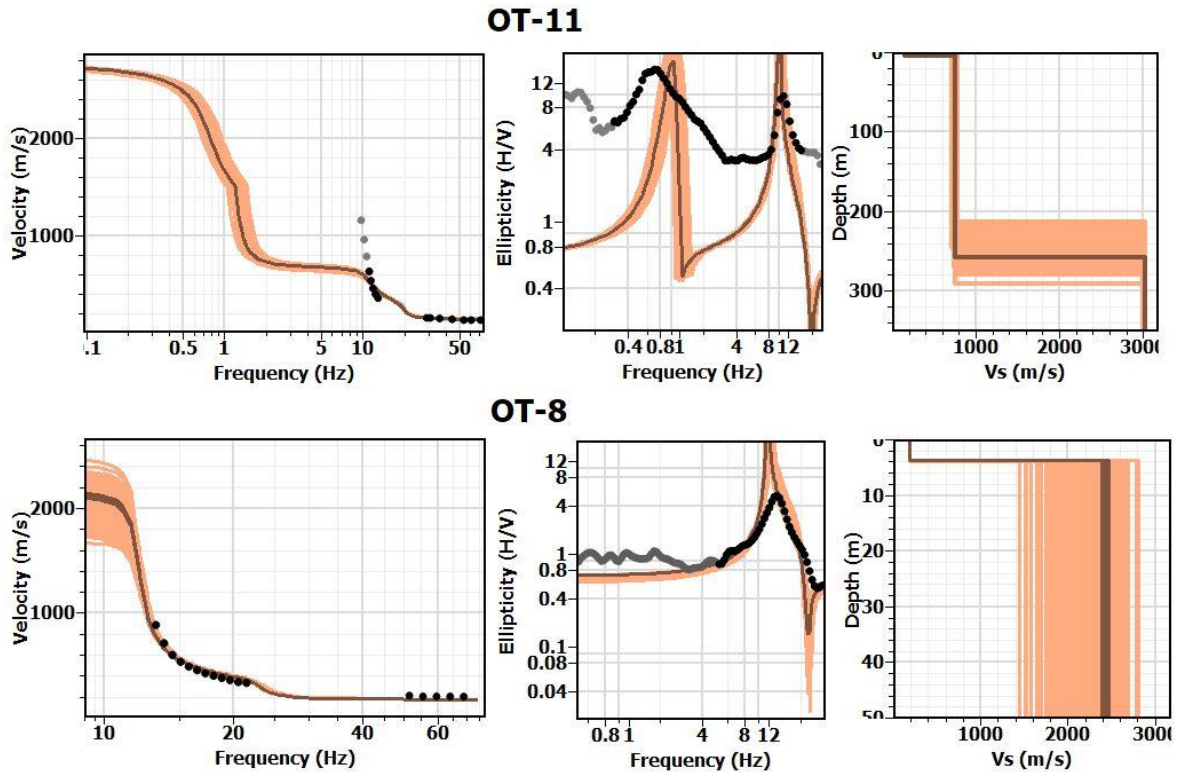 OT-11
Velocity (m/s)
2000
1000
.1 0.5 1 5 10 50
Frequency (Hz)
Ellipticity (H/V)
12
8
4
1
0.8
0.4
0.4 0.81 4 8 12
Frequency (Hz)
Depth (m)
0
100
200
300
1000 2000 3000
Vs (m/s)
OT-8
Velocity (m/s)
2000
1000
10 20 40 60
Frequency (Hz)
Ellipticity (H/V)
12
8
4
1
0.8
0.4
0.1
0.08
0.04
0.8 1 4 8 12
Frequency (Hz)
Depth (m)
0
10
20
30
40
50
1000 2000 3000
Vs (m/s)